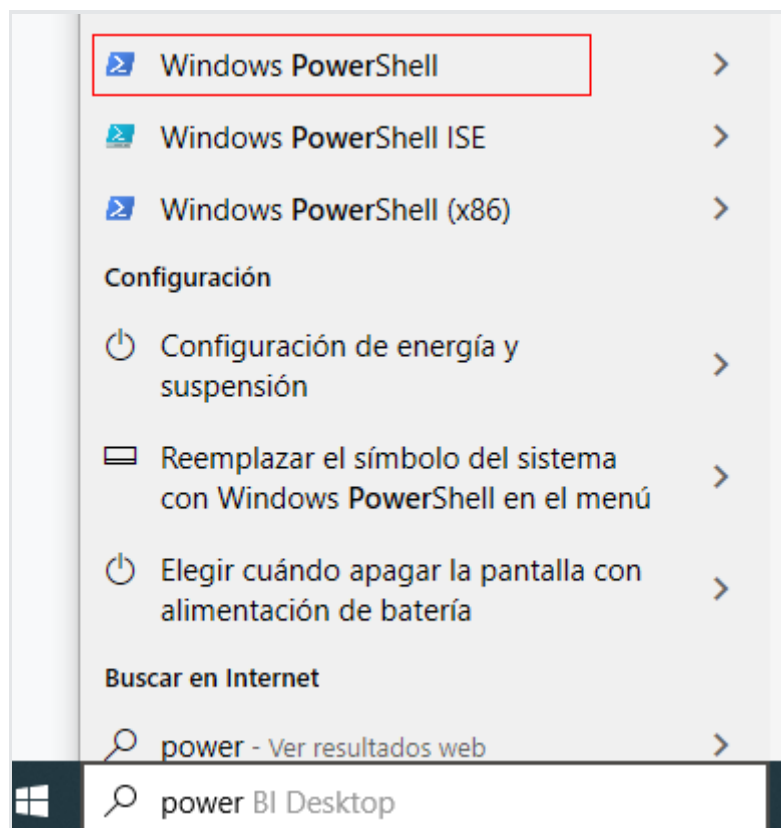 Windows PowerShell
Windows PowerShell ISE
Windows PowerShell (x86)
Configuración
Configuración de energía y
suspensión
Reemplazar el símbolo del sistema
con Windows PowerShell en el menú
Elegir cuándo apagar la pantalla con
alimentación de batería
Buscar en Internet
power - Ver resultados web
power BI Desktop